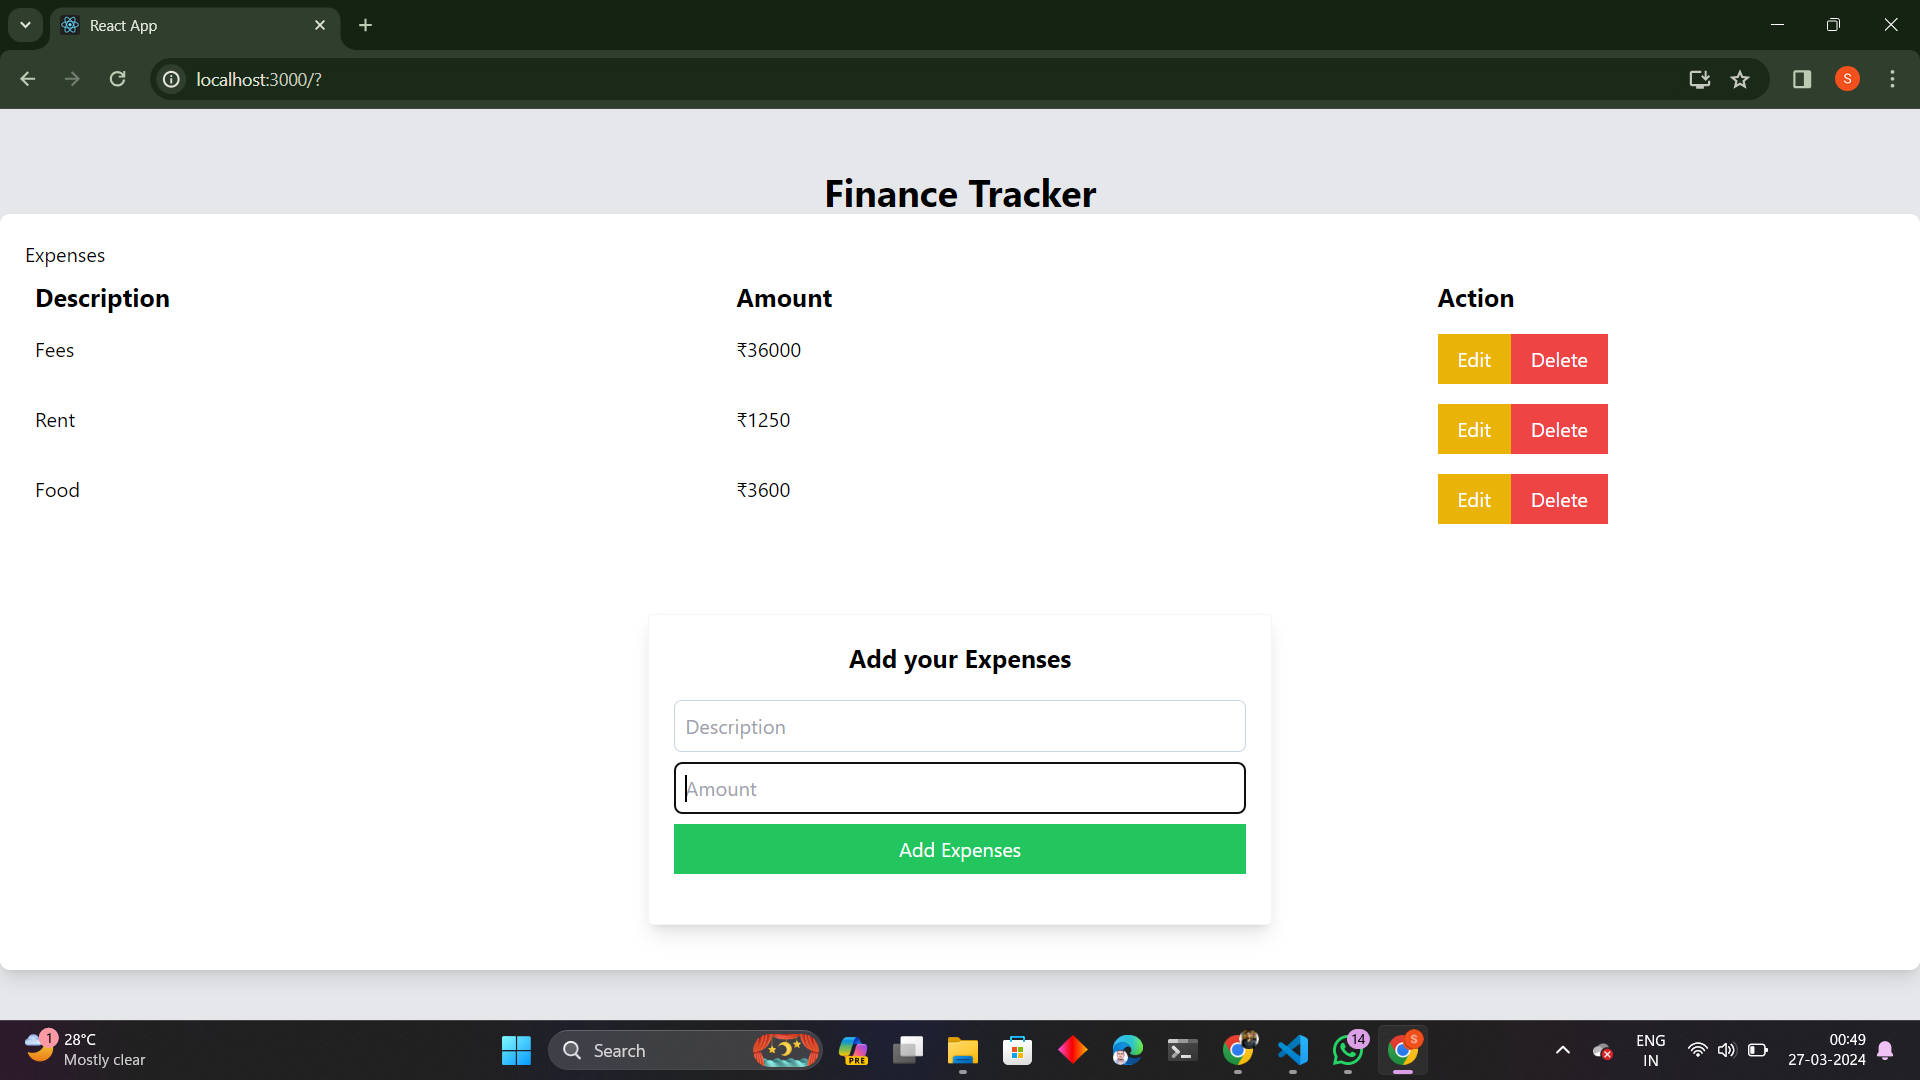 React App
localhost:3000/?
S
Finance Tracker
Expenses
Description Amount Action
Fees ₹36000 Edit Delete
Rent ₹1250 Edit Delete
Food ₹3600 Edit Delete
Add your Expenses
Description
Amount
Add Expenses
1
28°C
Mostly clear
Search
PRE
14
S
ENG
IN
00:49
27-03-2024